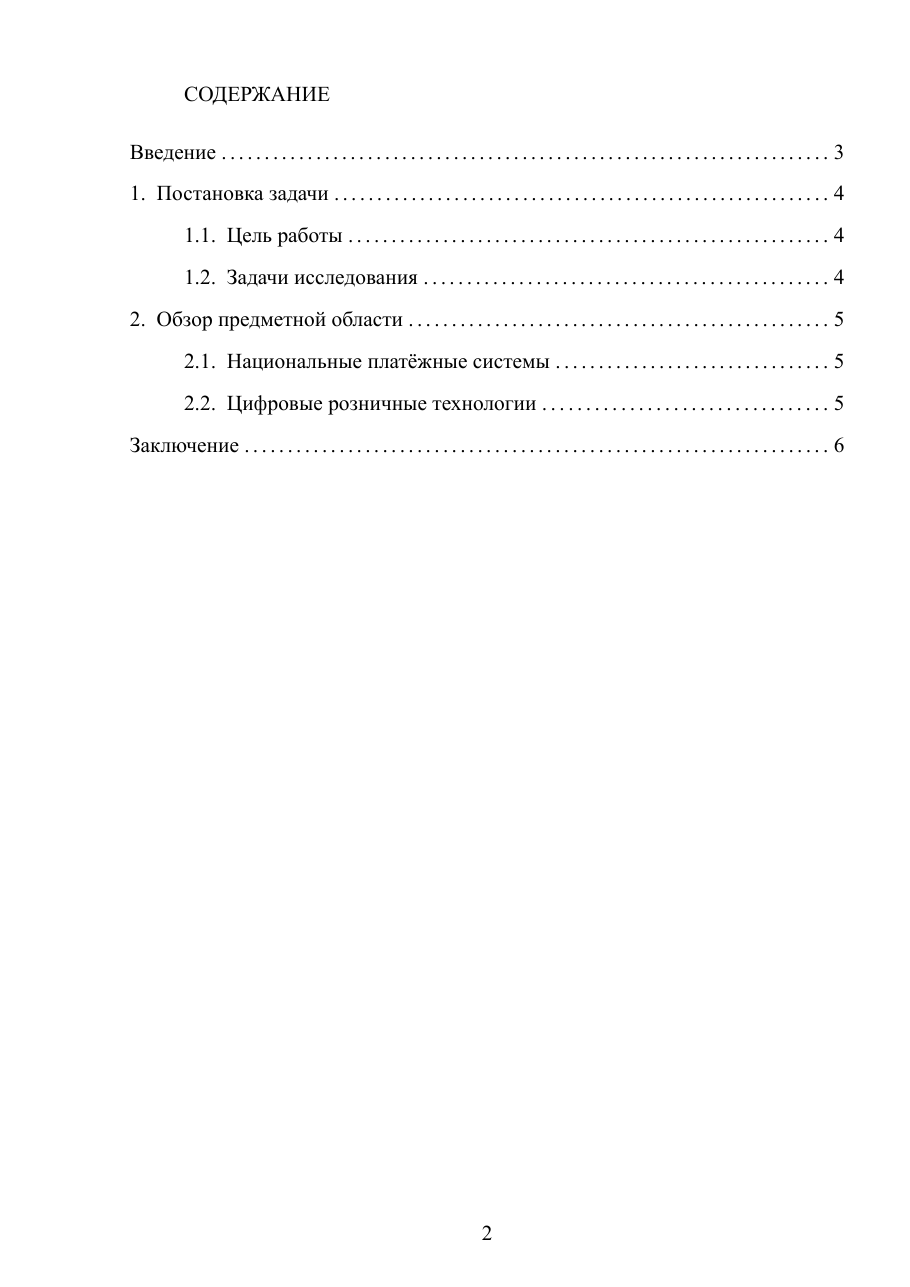 СОДЕРЖАНИЕ
Введение . . . . . . . . . . . . . . . . . . . . . . . . . . . . . . . . . . . . . . . . . . . . . . . . . . . . . . . . . . . . . . . . . . . . . . . 3
1. Постановка задачи . . . . . . . . . . . . . . . . . . . . . . . . . . . . . . . . . . . . . . . . . . . . . . . . . . . . . . . . . . 4
1.1. Цель работы . . . . . . . . . . . . . . . . . . . . . . . . . . . . . . . . . . . . . . . . . . . . . . . . . . . . . . . . 4
1.2. Задачи исследования . . . . . . . . . . . . . . . . . . . . . . . . . . . . . . . . . . . . . . . . . . . . . . . 4
2. Обзор предметной области . . . . . . . . . . . . . . . . . . . . . . . . . . . . . . . . . . . . . . . . . . . . . . . . . 5
2.1. Национальные платёжные системы . . . . . . . . . . . . . . . . . . . . . . . . . . . . . . . . 5
2.2. Цифровые розничные технологии . . . . . . . . . . . . . . . . . . . . . . . . . . . . . . . . . 5
Заключение . . . . . . . . . . . . . . . . . . . . . . . . . . . . . . . . . . . . . . . . . . . . . . . . . . . . . . . . . . . . . . . . . . . . 6
2